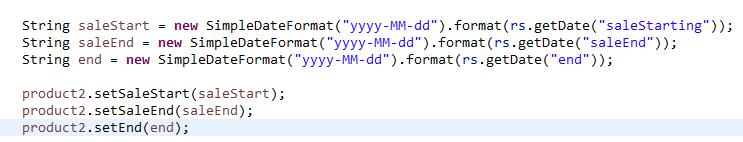 String saleStart = new SimpleDateFormat("yyyy-MM-dd").format(rs.getDate("saleStarting"));
String saleEnd = new SimpleDateFormat("yyyy-MM-dd").format(rs.getDate("saleEnd"));
String end = new SimpleDateFormat("yyyy-MM-dd").format(rs.getDate("end"));
product2.setSaleStart(saleStart);
product2.setSaleEnd(saleEnd);
product2.setEnd(end);